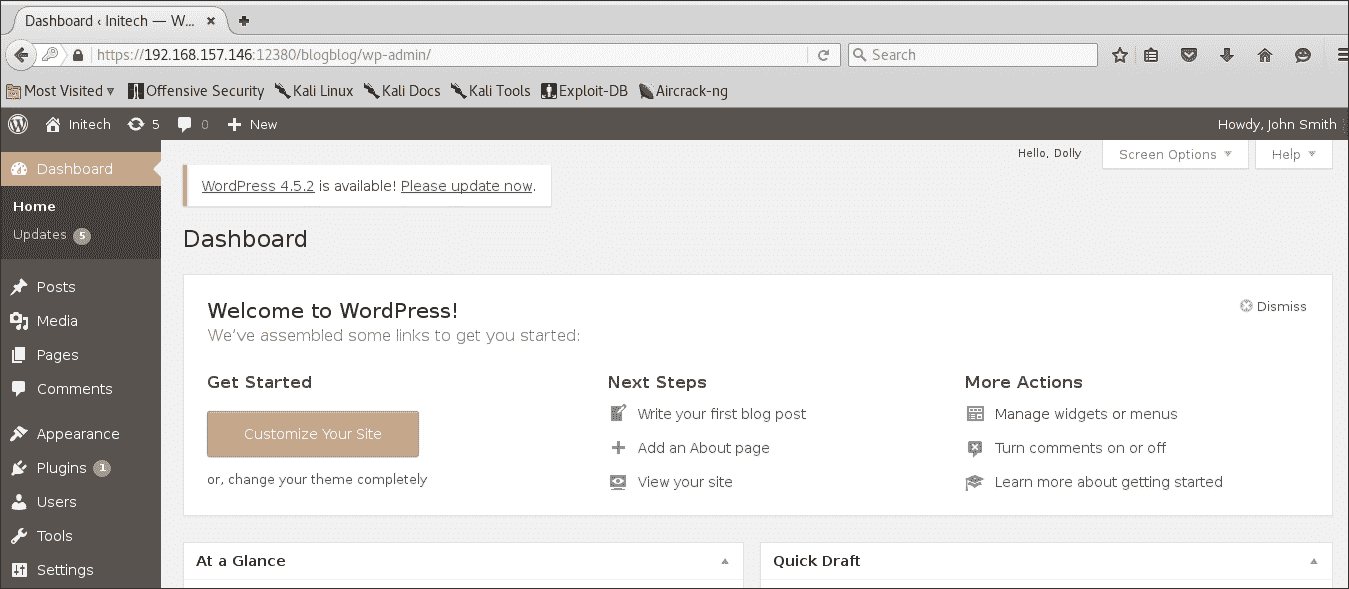 Dashboard ‹ Initech — W...
https://192.168.157.146:12380/blogblog/wp-admin/
Search
Most Visited
Offensive Security
Kali Linux
Kali Docs
Kali Tools
Exploit-DB
Aircrack-ng
Initech 5 0 New Howdy, John Smith
Hello, Dolly Screen Options Help
Dashboard
Home
Updates 5
Posts
Media
Pages
Comments
Appearance
Plugins 1
Users
Tools
Settings
WordPress 4.5.2 is available! Please update now.
Dashboard
Welcome to WordPress!
Dismiss
We’ve assembled some links to get you started:
Get Started
Customize Your Site
or, change your theme completely
Next Steps
Write your first blog post
Add an About page
View your site
More Actions
Manage widgets or menus
Turn comments on or off
Learn more about getting started
At a Glance
Quick Draft